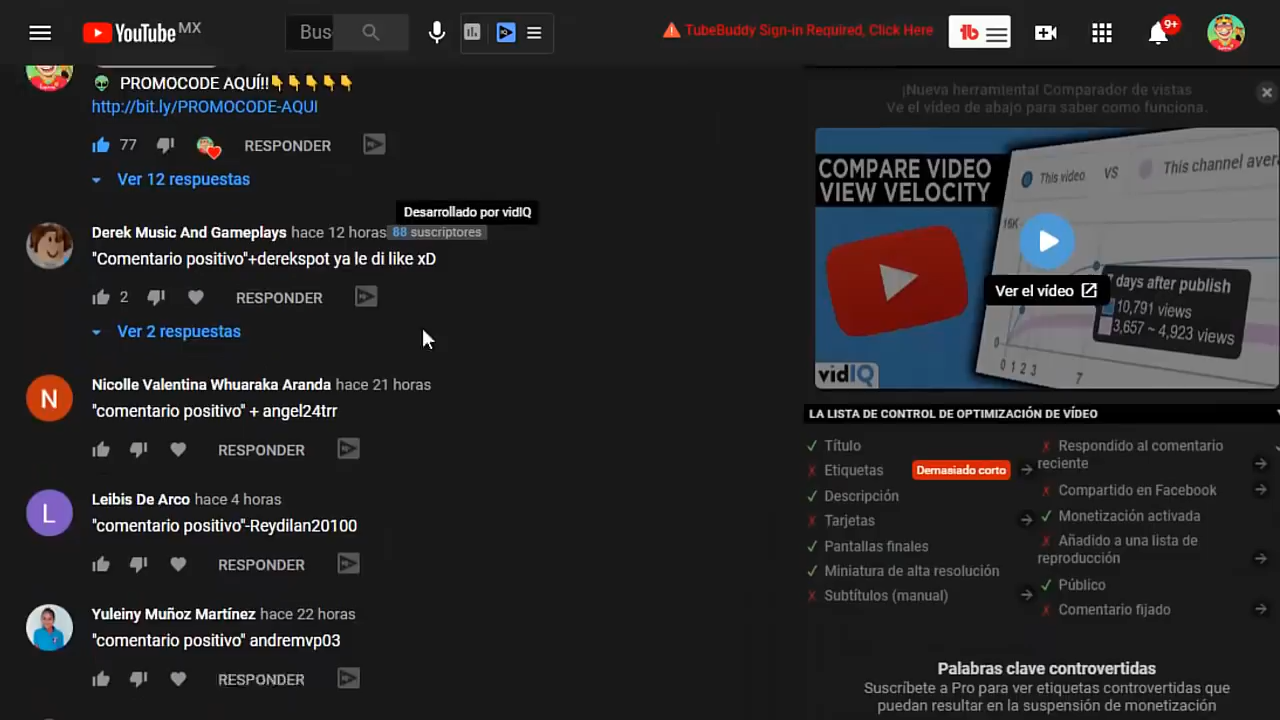 YouTube MX
Bus
TubeBuddy Sign-in Required, Click Here
tb
9+
PROMOCODE AQUÍ!!👇👇👇👇👇
http://bit.ly/PROMOCODE-AQUI
77
RESPONDER
Ver 12 respuestas
Desarrollado por vidIQ
Derek Music And Gameplays hace 12 horas 88 suscriptores
"Comentario positivo"+derekspot ya le di like xD
2
RESPONDER
Ver 2 respuestas
Nicolle Valentina Whuaraka Aranda hace 21 horas
"comentario positivo" + angel24trr
RESPONDER
Leibis De Arco hace 4 horas
"comentario positivo"-Reydilan20100
RESPONDER
Yuleiny Muñoz Martínez hace 22 horas
"comentario positivo" andremvp03
RESPONDER
¡Nueva herramienta! Comparador de vistas
Ve el vídeo de abajo para saber como funciona.
COMPARE VIDEO
VIEW VELOCITY
This video VS This channel avera
16K
7 days after publish
10,791 views
3,657 ~ 4,923 views
0
0 1 2 3 7
Ver el vídeo
vidIQ
LA LISTA DE CONTROL DE OPTIMIZACIÓN DE VÍDEO
Título
Etiquetas Demasiado corto
Descripción
Tarjetas
Pantallas finales
Miniatura de alta resolución
Subtítulos (manual)
Respondido al comentario
reciente
Compartido en Facebook
Monetización activada
Añadido a una lista de
reproducción
Público
Comentario fijado
Palabras clave controvertidas
Suscríbete a Pro para ver etiquetas controvertidas que
puedan resultar en la suspensión de monetización